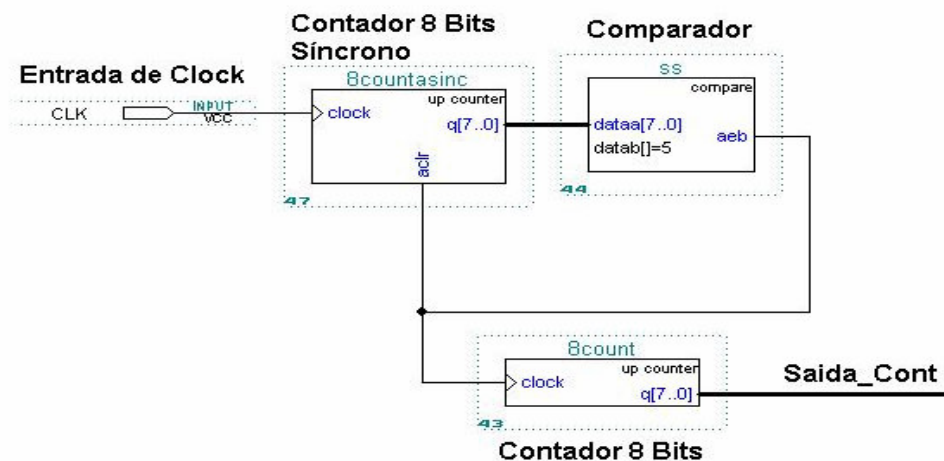 Contador 8 Bits
Síncrono
Comparador
Entrada de Clock
8countasinc
ss
CLK
INPUT
VCC
up counter
clock
q[7..0]
aclr
47
compare
dataa[7..0]
aeb
datab[]=5
44
8count
up counter
clock
q[7..0]
43
Saida_Cont
Contador 8 Bits